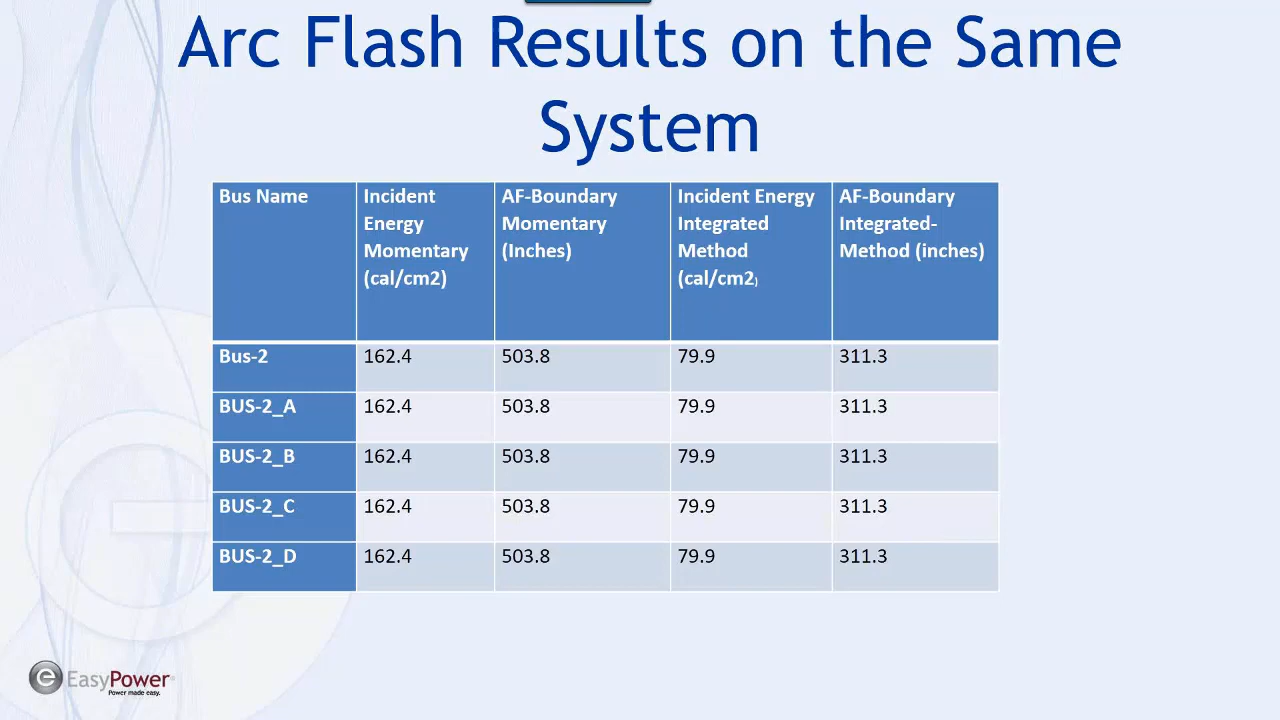 Arc Flash Results on the Same
System
Bus Name
Incident
Energy
Momentary
(cal/cm2)
AF-Boundary
Momentary
(Inches)
Incident Energy
Integrated
Method
(cal/cm2)
AF-Boundary
Integrated-
Method (inches)
Bus-2 162.4 503.8 79.9 311.3
BUS-2_A 162.4 503.8 79.9 311.3
BUS-2_B 162.4 503.8 79.9 311.3
BUS-2_C 162.4 503.8 79.9 311.3
BUS-2_D 162.4 503.8 79.9 311.3
EasyPower
Power made easy.